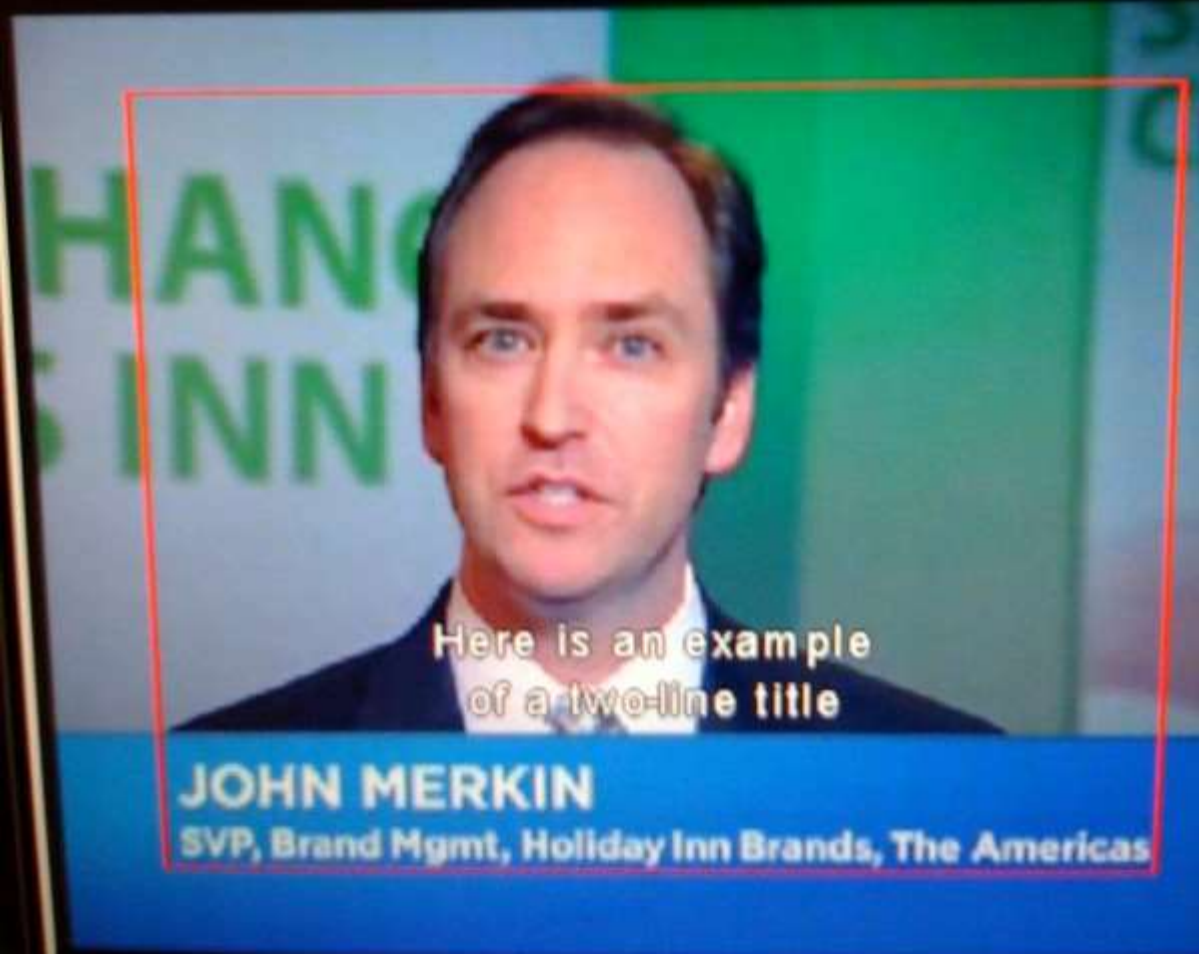 HANG
S INN
Here is an example
of a two-line title
JOHN MERKIN
SVP, Brand Mgmt, Holiday Inn Brands, The Americas